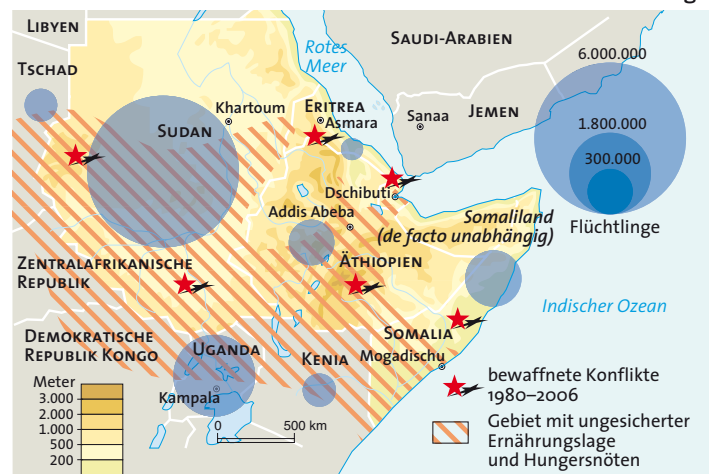 g
LIBYEN
TSCHAD
Rotes
Meer
SAUDI-ARABIEN
6.000.000
1.800.000
300.000
Flüchtlinge
Khartoum
ERITREA
Asmara
Sanaa
JEMEN
SUDAN
Dschibuti
Addis Abeba
Somaliland
(de facto unabhängig)
ZENTRALAFRIKANISCHE
REPUBLIK
ÄTHIOPIEN
Indischer Ozean
DEMOKRATISCHE
REPUBLIK KONGO
UGANDA
KENIA
SOMALIA
Mogadischu
Kampala
Meter
3.000
2.000
1.000
500
200
0 500 km
bewaffnete Konflikte
1980–2006
Gebiet mit ungesicherter
Ernährungslage
und Hungersnöten